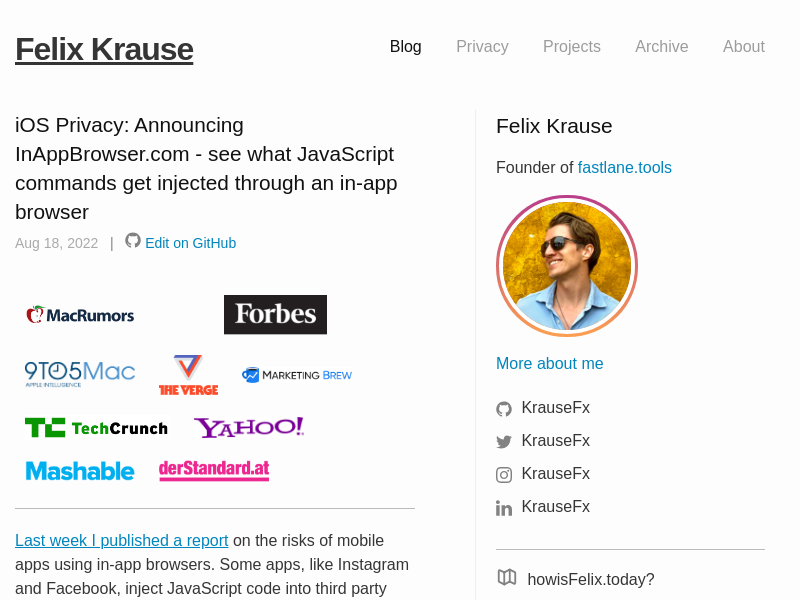 Felix Krause
Blog Privacy Projects Archive About
iOS Privacy: Announcing
InAppBrowser.com - see what JavaScript
commands get injected through an in-app
browser
Aug 18, 2022 | Edit on GitHub
MacRumors Forbes
9TO5Mac
APPLE INTELLIGENCE
THE VERGE
MARKETING BREW
TC TechCrunch YAHOO!
Mashable derStandard.at
Last week I published a report on the risks of mobile
apps using in-app browsers. Some apps, like Instagram
and Facebook, inject JavaScript code into third party
Felix Krause
Founder of fastlane.tools
More about me
KrauseFx
KrauseFx
KrauseFx
KrauseFx
howisFelix.today?